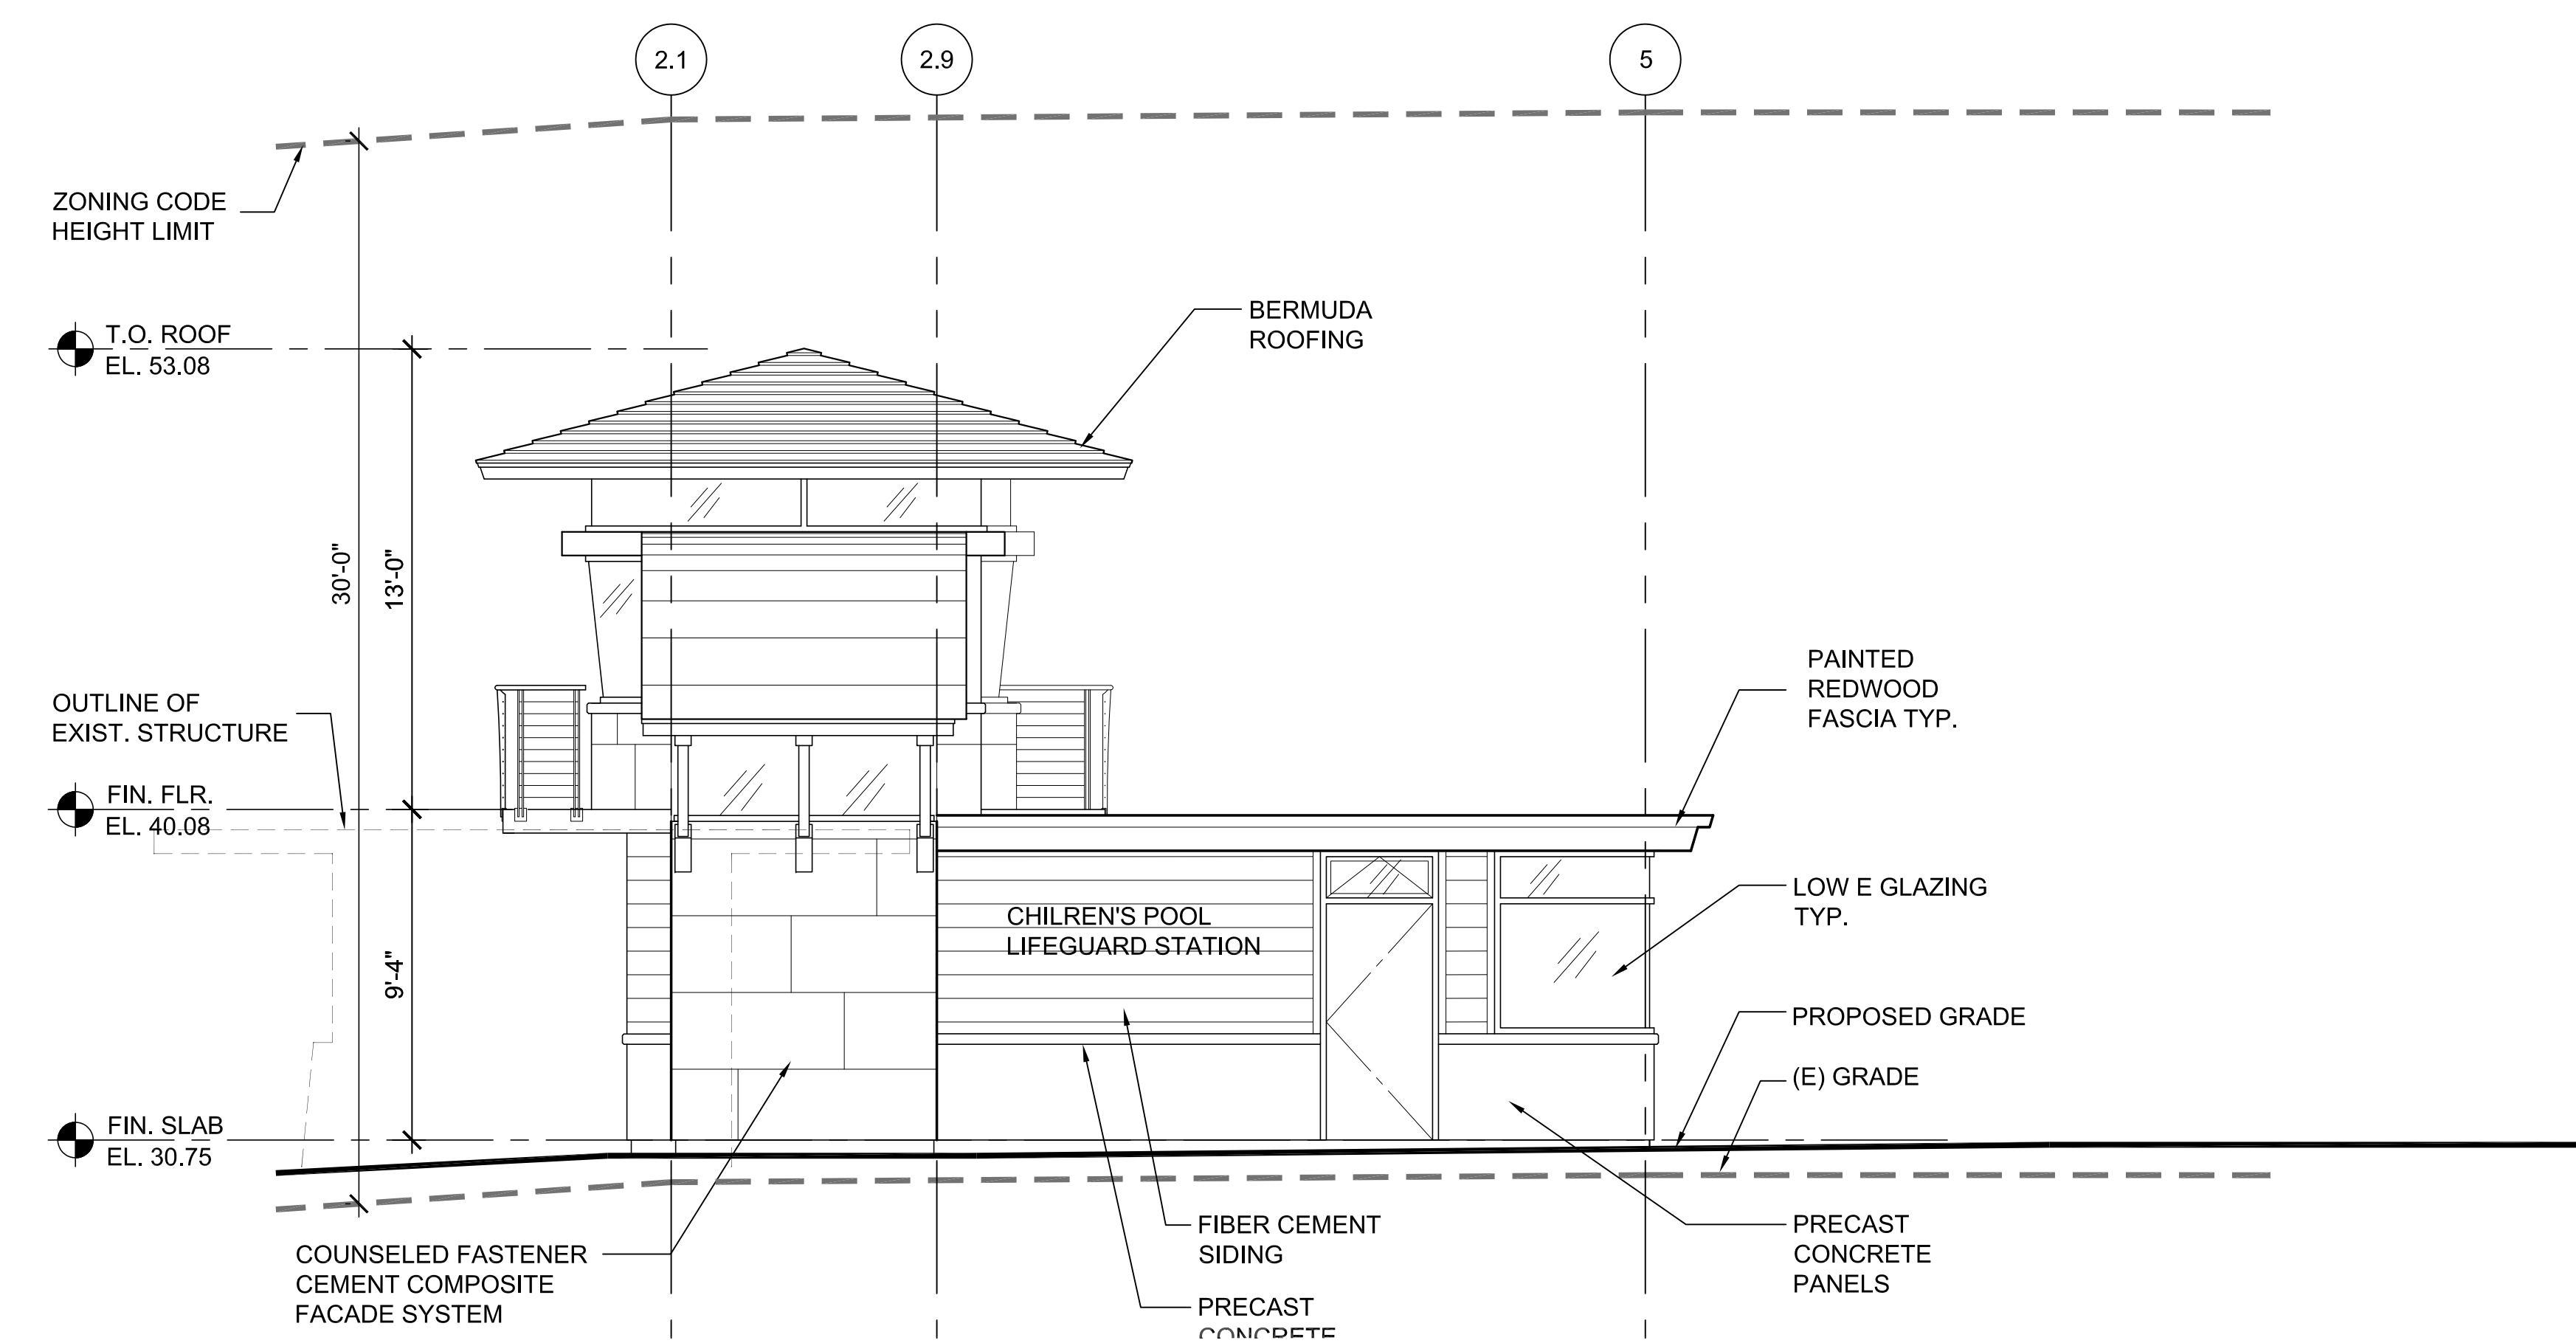 2.1
2.9
5
ZONING CODE
HEIGHT LIMIT
T.O. ROOF
EL. 53.08
BERMUDA
ROOFING
30'-0"
13'-0"
OUTLINE OF
EXIST. STRUCTURE
PAINTED
REDWOOD
FASCIA TYP.
FIN. FLR.
EL. 40.08
9'-4"
CHILREN'S POOL
LIFEGUARD STATION
LOW E GLAZING
TYP.
PROPOSED GRADE
(E) GRADE
FIN. SLAB
EL. 30.75
COUNSELED FASTENER
CEMENT COMPOSITE
FACADE SYSTEM
FIBER CEMENT
SIDING
PRECAST
CONCRETE
PRECAST
CONCRETE
PANELS